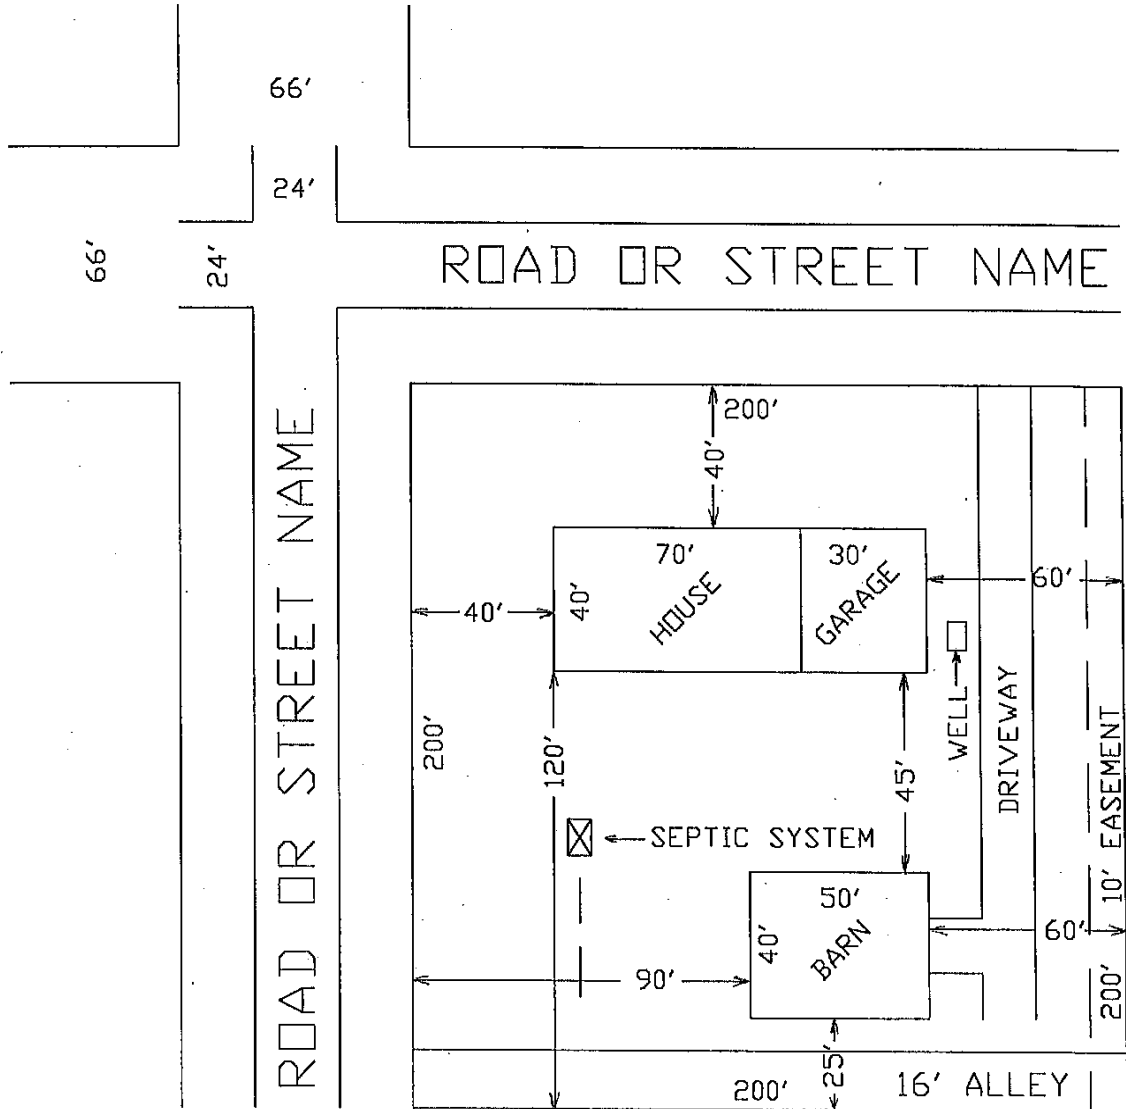 66'
24'
66'
24'
ROAD OR STREET NAME
200'
40'
70'
30'
60'
40'
40'
HOUSE
GARAGE
ROAD OR STREET NAME
200'
120'
45'
WELL
DRIVEWAY
10' EASEMENT
SEPTIC SYSTEM
50'
40'
BARN
60'
90'
200'
25'
200'
16' ALLEY